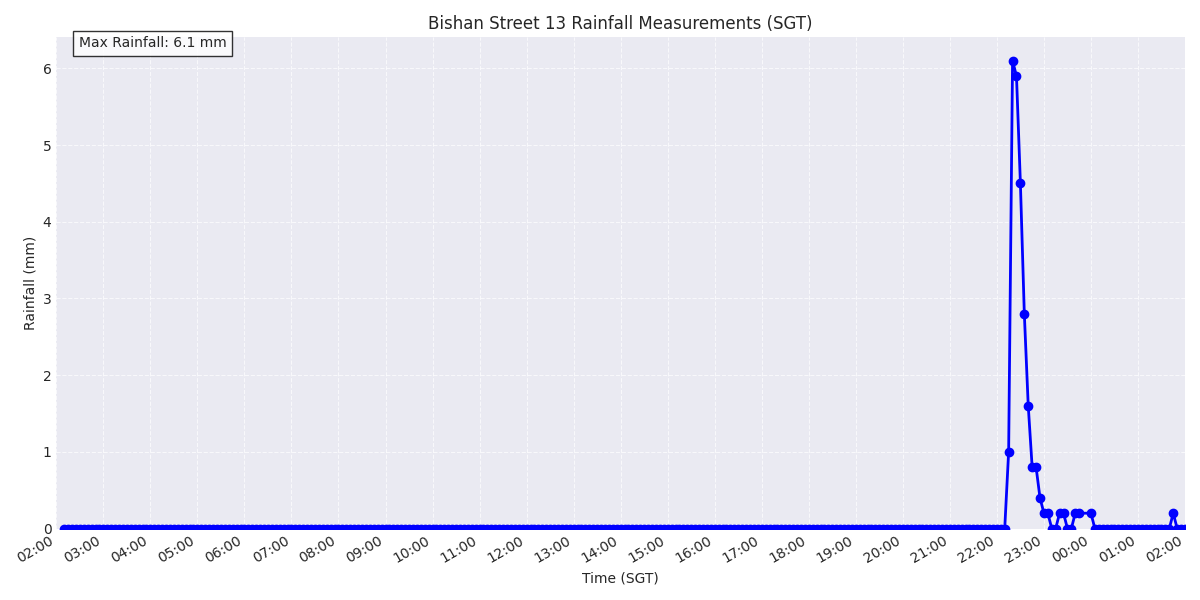 Bishan Street 13 Rainfall Measurements (SGT)
Max Rainfall: 6.1 mm
6
5
4
3
2
1
0
Rainfall (mm)
02:00 03:00 04:00 05:00 06:00 07:00 08:00 09:00 10:00 11:00 12:00 13:00 14:00 15:00 16:00 17:00 18:00 19:00 20:00 21:00 22:00 23:00 00:00 01:00 02:00
Time (SGT)